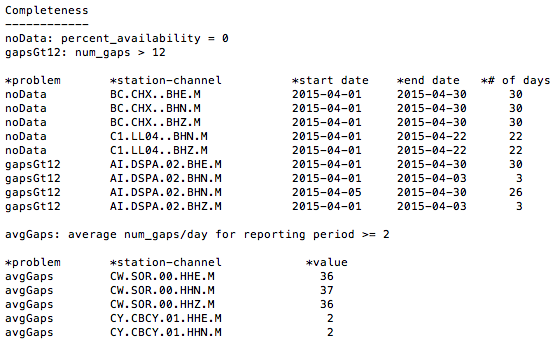 Completeness
------------
noData: percent_availability = 0
gapsGt12: num_gaps > 12

*problem *station-channel *start date *end date *# of days
noData BC.CHX..BHE.M 2015-04-01 2015-04-30 30
noData BC.CHX..BHN.M 2015-04-01 2015-04-30 30
noData BC.CHX..BHZ.M 2015-04-01 2015-04-30 30
noData C1.LL04..BHN.M 2015-04-01 2015-04-22 22
noData C1.LL04..BHZ.M 2015-04-01 2015-04-22 22
gapsGt12 AI.DSPA.02.BHE.M 2015-04-01 2015-04-30 30
gapsGt12 AI.DSPA.02.BHN.M 2015-04-01 2015-04-03 3
gapsGt12 AI.DSPA.02.BHN.M 2015-04-05 2015-04-30 26
gapsGt12 AI.DSPA.02.BHZ.M 2015-04-01 2015-04-03 3

avgGaps: average num_gaps/day for reporting period >= 2

*problem *station-channel *value
avgGaps CW.SOR.00.HHE.M 36
avgGaps CW.SOR.00.HHN.M 37
avgGaps CW.SOR.00.HHZ.M 36
avgGaps CY.CBCY.01.HHE.M 2
avgGaps CY.CBCY.01.HHN.M 2